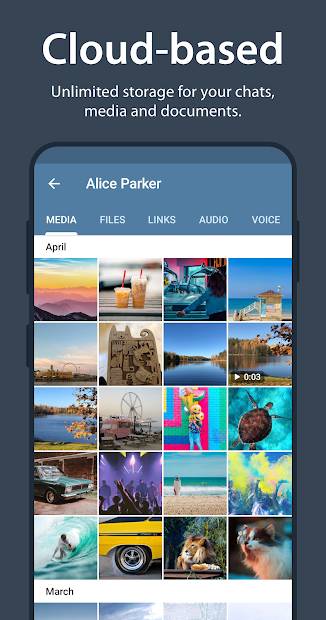 Cloud-based
Unlimited storage for your chats,
media and documents.
Alice Parker
MEDIA FILES LINKS AUDIO VOICE
April
0:03
March